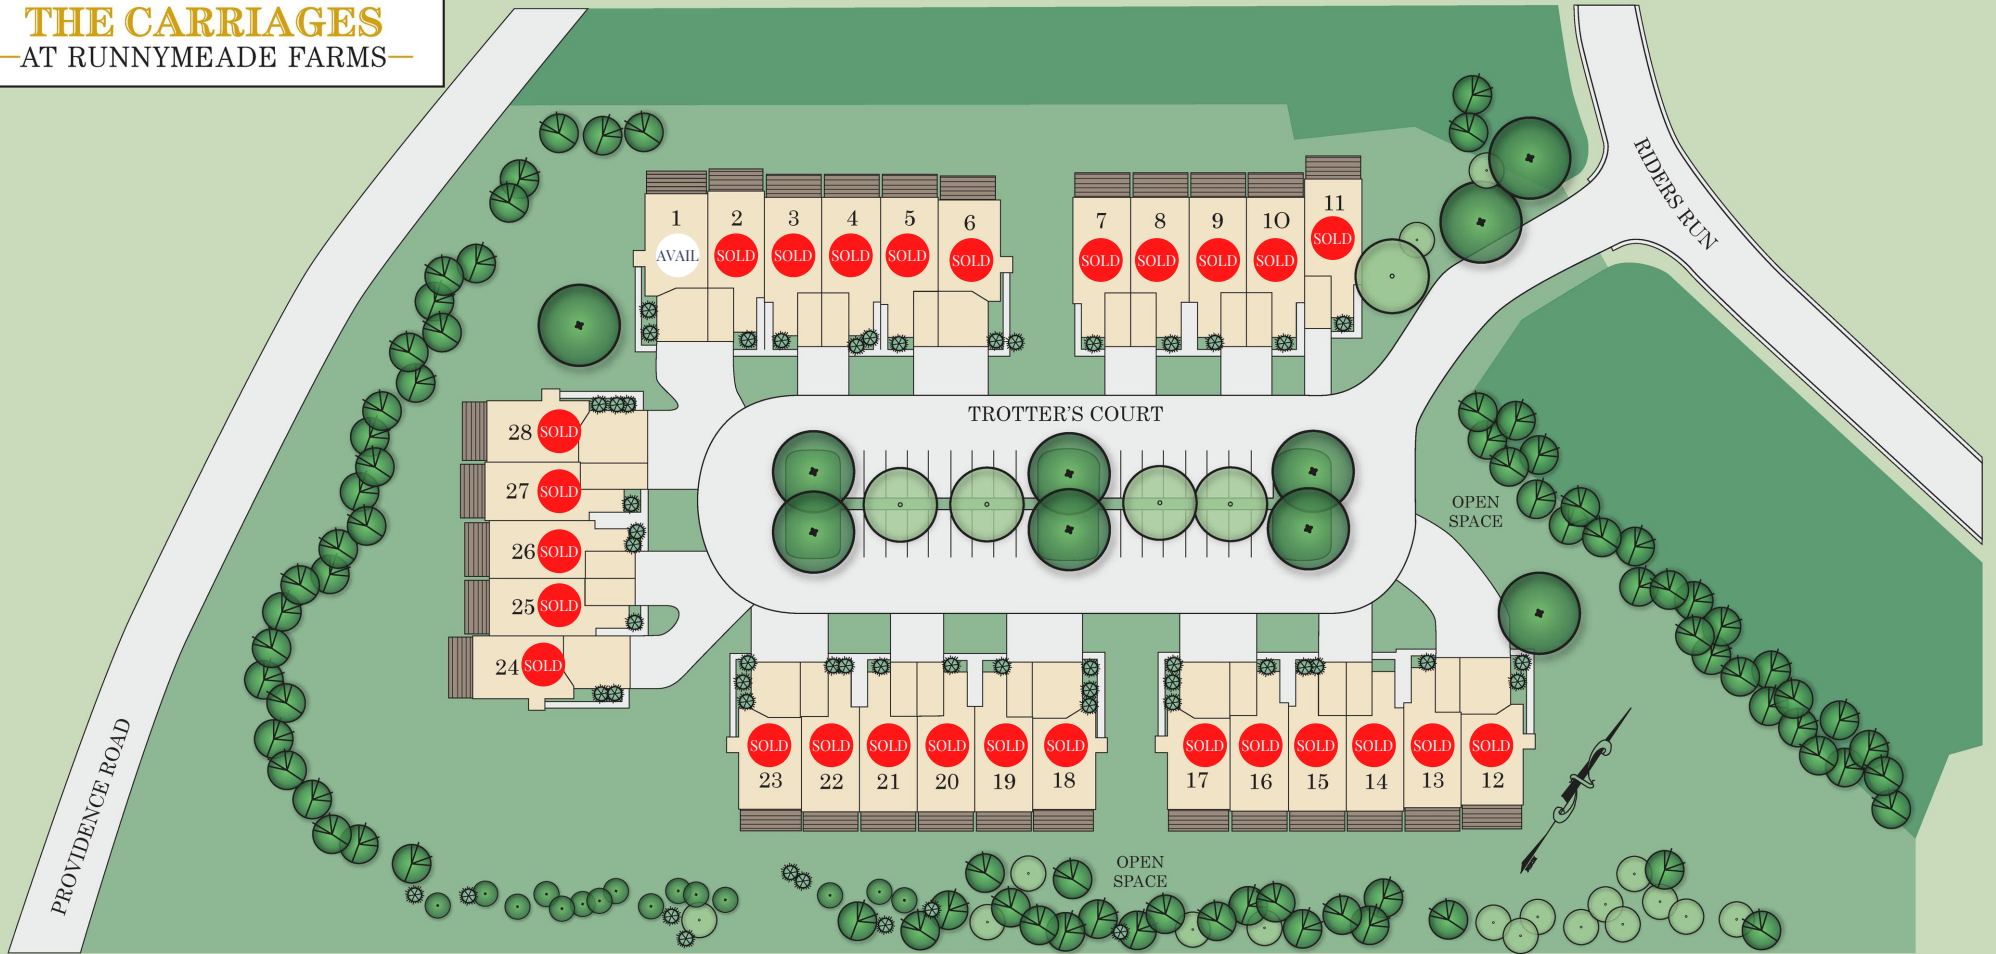 THE CARRIAGES
AT RUNNYMEADE FARMS
1 2 3 4 5 6
AVAIL SOLD SOLD SOLD SOLD SOLD
7 8 9 10 11
SOLD SOLD SOLD SOLD SOLD
RIDERS RUN
TROTTER'S COURT
28 SOLD
27 SOLD
26 SOLD
25 SOLD
24 SOLD
OPEN
SPACE
SOLD SOLD SOLD SOLD SOLD SOLD
23 22 21 20 19 18
SOLD SOLD SOLD SOLD SOLD SOLD
17 16 15 14 13 12
PROVIDENCE ROAD
OPEN
SPACE